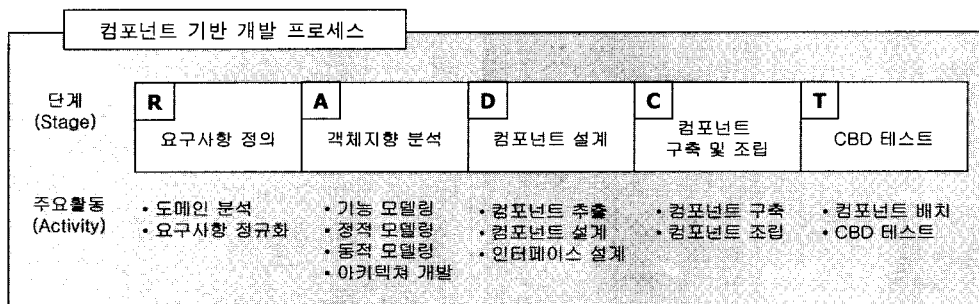 컴포넌트 기반 개발 프로세스
단계
(Stage)
R
요구사항 정의
A
객체지향 분석
D
컴포넌트 설계
C
컴포넌트
구축 및 조립
T
CBD 테스트
주요활동
(Activity)
• 도메인 분석
• 요구사항 정규화
• 기능 모델링
• 정적 모델링
• 동적 모델링
• 아키텍쳐 개발
• 컴포넌트 추출
• 컴포넌트 설계
• 인터페이스 설계
• 컴포넌트 구축
• 컴포넌트 조립
• 컴포넌트 배치
• CBD 테스트